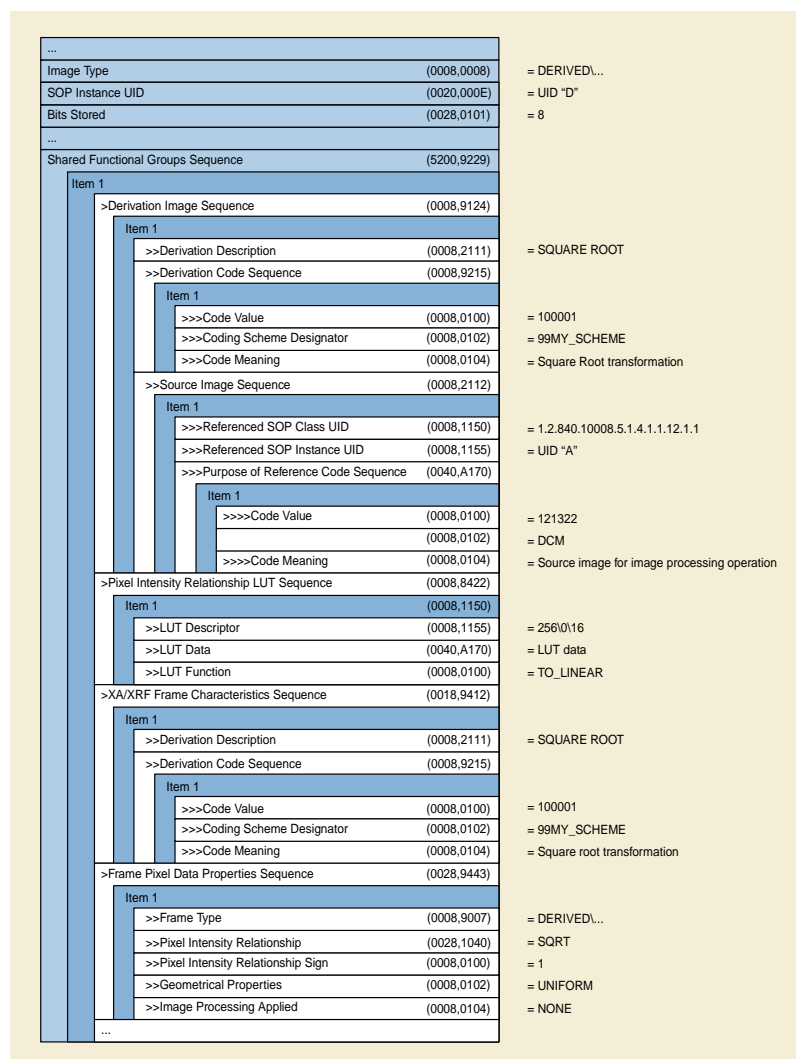 ...
Image Type (0008,0008) = DERIVED\...
SOP Instance UID (0020,000E) = UID “D”
Bits Stored (0028,0101) = 8
...
Shared Functional Groups Sequence (5200,9229)
Item 1
>Derivation Image Sequence (0008,9124)
Item 1
>>Derivation Description (0008,2111) = SQUARE ROOT
>>Derivation Code Sequence (0008,9215)
Item 1
>>>Code Value (0008,0100) = 100001
>>>Coding Scheme Designator (0008,0102) = 99MY_SCHEME
>>>Code Meaning (0008,0104) = Square Root transformation
>>Source Image Sequence (0008,2112)
Item 1
>>>Referenced SOP Class UID (0008,1150) = 1.2.840.10008.5.1.4.1.1.12.1.1
>>>Referenced SOP Instance UID (0008,1155) = UID “A”
>>>Purpose of Reference Code Sequence (0040,A170)
Item 1
>>>>Code Value (0008,0100) = 121322
(0008,0102) = DCM
>>>>Code Meaning (0008,0104) = Source image for image processing operation
>Pixel Intensity Relationship LUT Sequence (0008,8422)
Item 1 (0008,1150)
>>LUT Descriptor (0008,1155) = 256\0\16
>>LUT Data (0040,A170) = LUT data
>>LUT Function (0008,0100) = TO_LINEAR
>XA/XRF Frame Characteristics Sequence (0018,9412)
Item 1
>>Derivation Description (0008,2111) = SQUARE ROOT
>>Derivation Code Sequence (0008,9215)
Item 1
>>>Code Value (0008,0100) = 100001
>>>Coding Scheme Designator (0008,0102) = 99MY_SCHEME
>>>Code Meaning (0008,0104) = Square root transformation
>Frame Pixel Data Properties Sequence (0028,9443)
Item 1
>>Frame Type (0008,9007) = DERIVED\...
>>Pixel Intensity Relationship (0028,1040) = SQRT
>>Pixel Intensity Relationship Sign (0008,0100) = 1
>>Geometrical Properties (0008,0102) = UNIFORM
>>Image Processing Applied (0008,0104) = NONE
...